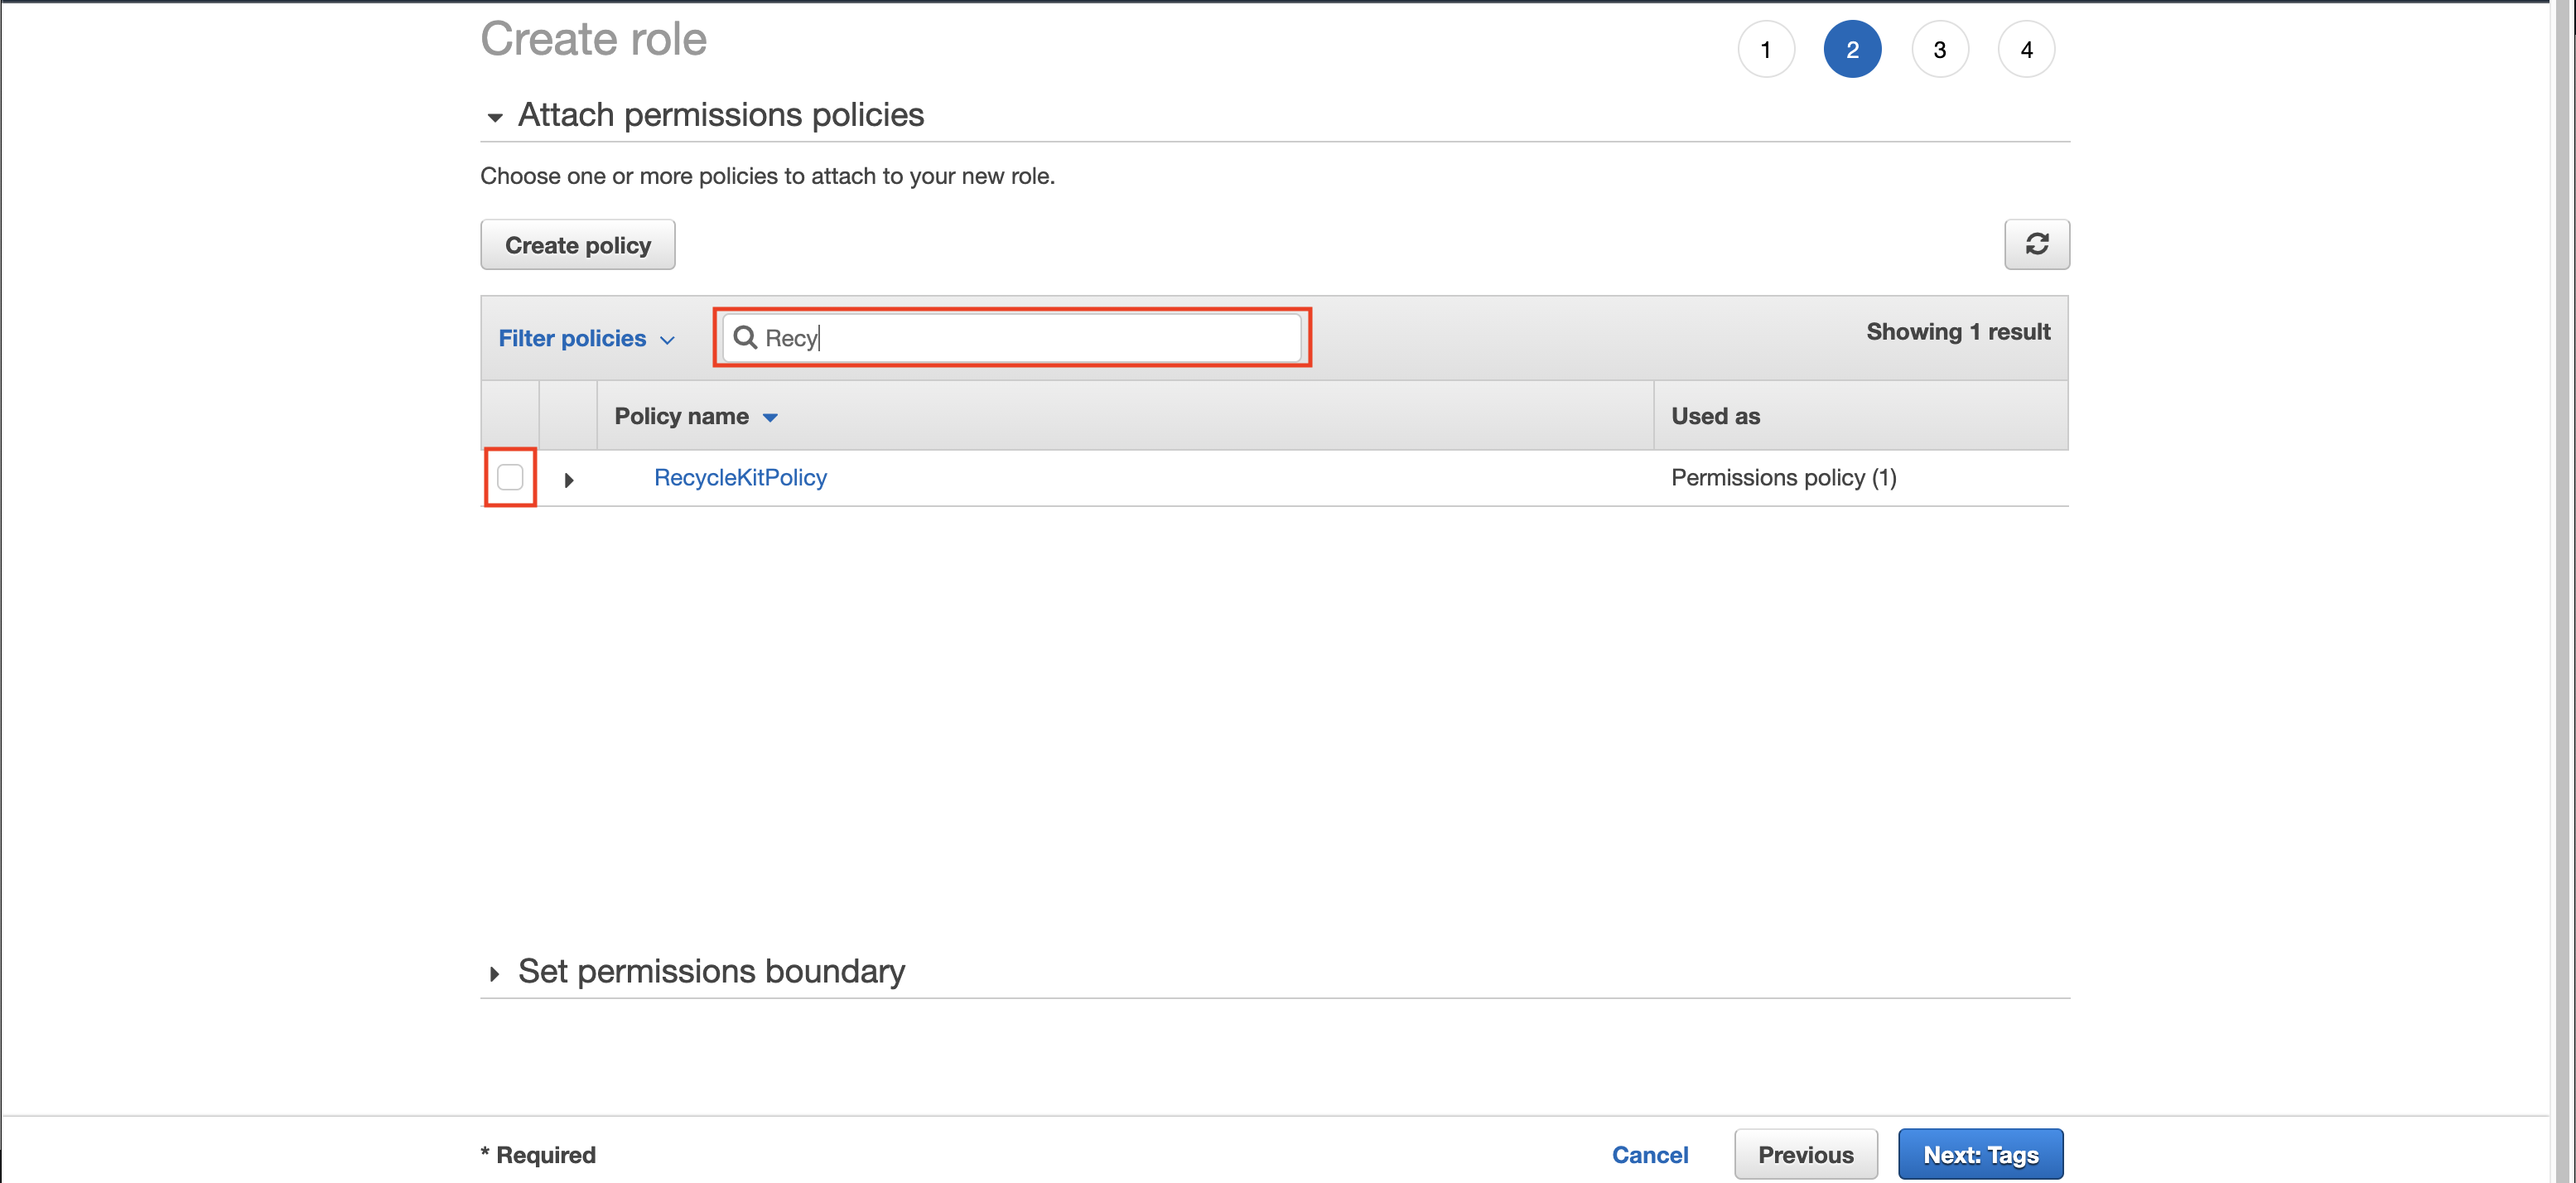 Create role
1 2 3 4
Attach permissions policies
Choose one or more policies to attach to your new role.
Create policy
Filter policies Recy Showing 1 result
Policy name Used as
RecycleKitPolicy Permissions policy (1)
Set permissions boundary
* Required Cancel Previous Next: Tags